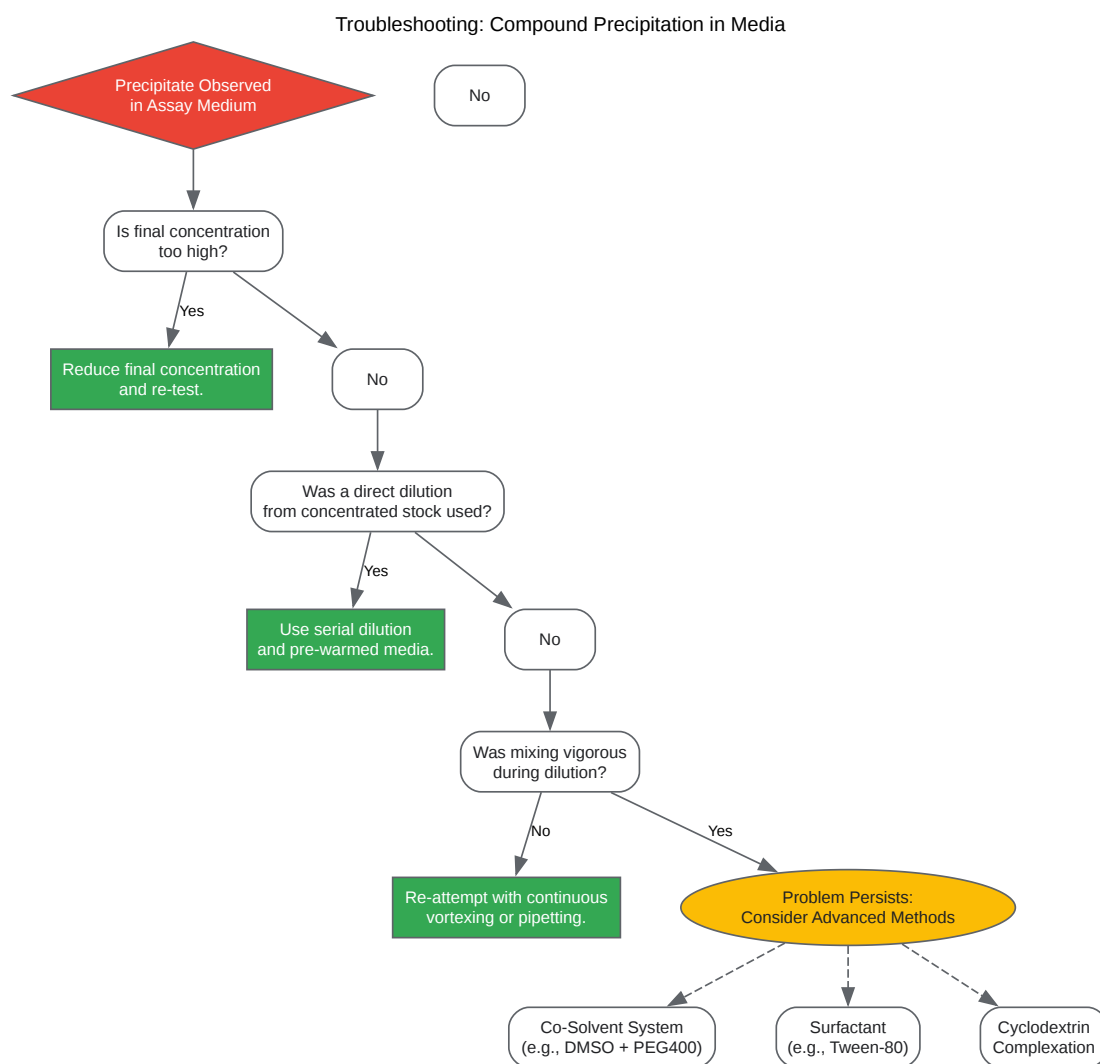 Troubleshooting: Compound Precipitation in Media
Precipitate Observed
in Assay Medium
No
Is final concentration
too high?
Yes
Reduce final concentration
and re-test.
No
Was a direct dilution
from concentrated stock used?
Yes
Use serial dilution
and pre-warmed media.
No
Was mixing vigorous
during dilution?
No
Yes
Re-attempt with continuous
vortexing or pipetting.
Problem Persists:
Consider Advanced Methods
Co-Solvent System
(e.g., DMSO + PEG400)
Surfactant
(e.g., Tween-80)
Cyclodextrin
Complexation